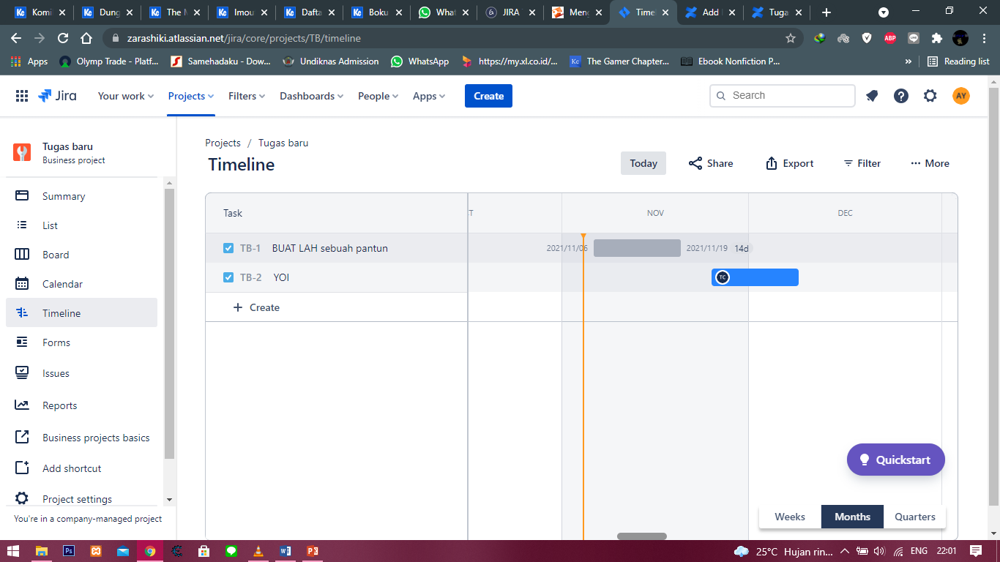 Komi
Dung
The M
Imou
Dafta
Boku
What
JIRA
Meng
Timel
Add
Tuga
zarashiki.atlassian.net/jira/core/projects/TB/timeline
Apps
Olymp Trade - Platf...
Samehadaku - Dow...
Undiknas Admission
WhatsApp
https://my.xl.co.id/...
The Gamer Chapter...
Ebook Nonfiction P...
»
Reading list
Jira
Your work
Projects
Filters
Dashboards
People
Apps
Create
Search
AY
Tugas baru
Business project
Summary
List
Board
Calendar
Timeline
Forms
Issues
Reports
Business projects basics
Add shortcut
Project settings
You're in a company-managed project
Projects / Tugas baru
Timeline
Today
Share
Export
Filter
More
Task
T
NOV
DEC
TB-1 BUAT LAH sebuah pantun
2021/11/06
2021/11/19 14d
TB-2 YOI
TC
+ Create
Quickstart
Weeks
Months
Quarters
25°C Hujan rin...
ENG
22:01